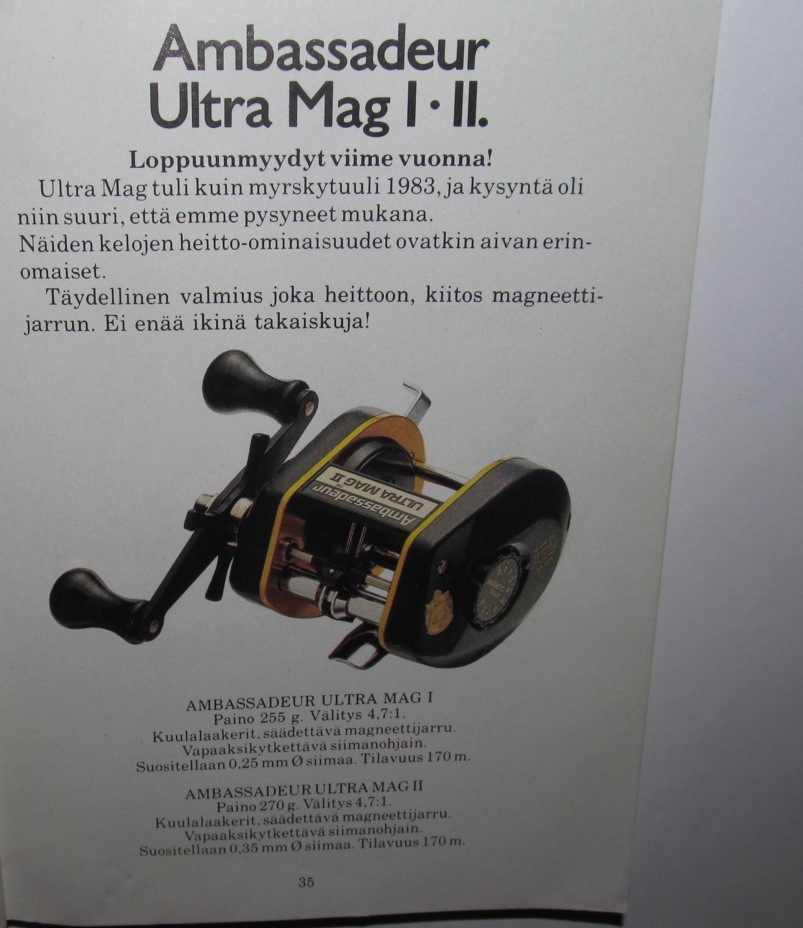 Ambassadeur
Ultra Mag I·II.
Loppuunmyydyt viime vuonna!
Ultra Mag tuli kuin myrskytuuli 1983, ja kysyntä oli
niin suuri, että emme pysyneet mukana.
Näiden kelojen heitto-ominaisuudet ovatkin aivan erin-
omaiset.
Täydellinen valmius joka heittoon, kiitos magneetti-
jarrun. Ei enää ikinä takaiskuja!
Ambassadeur
ULTRA MAG II
AMBASSADEUR ULTRA MAG I
Paino 255 g. Välitys 4,7:1.
Kuulalaakerit, säädettävä magneettijarru.
Vapaaksikytkettävä siimanohjain.
Suositellaan 0,25 mm Ø siimaa. Tilavuus 170 m.
AMBASSADEUR ULTRA MAG II
Paino 270 g. Välitys 4,7:1.
Kuulalaakerit, säädettävä magneettijarru.
Vapaaksikytkettävä siimanohjain.
Suositellaan 0,35 mm Ø siimaa. Tilavuus 170 m.
35